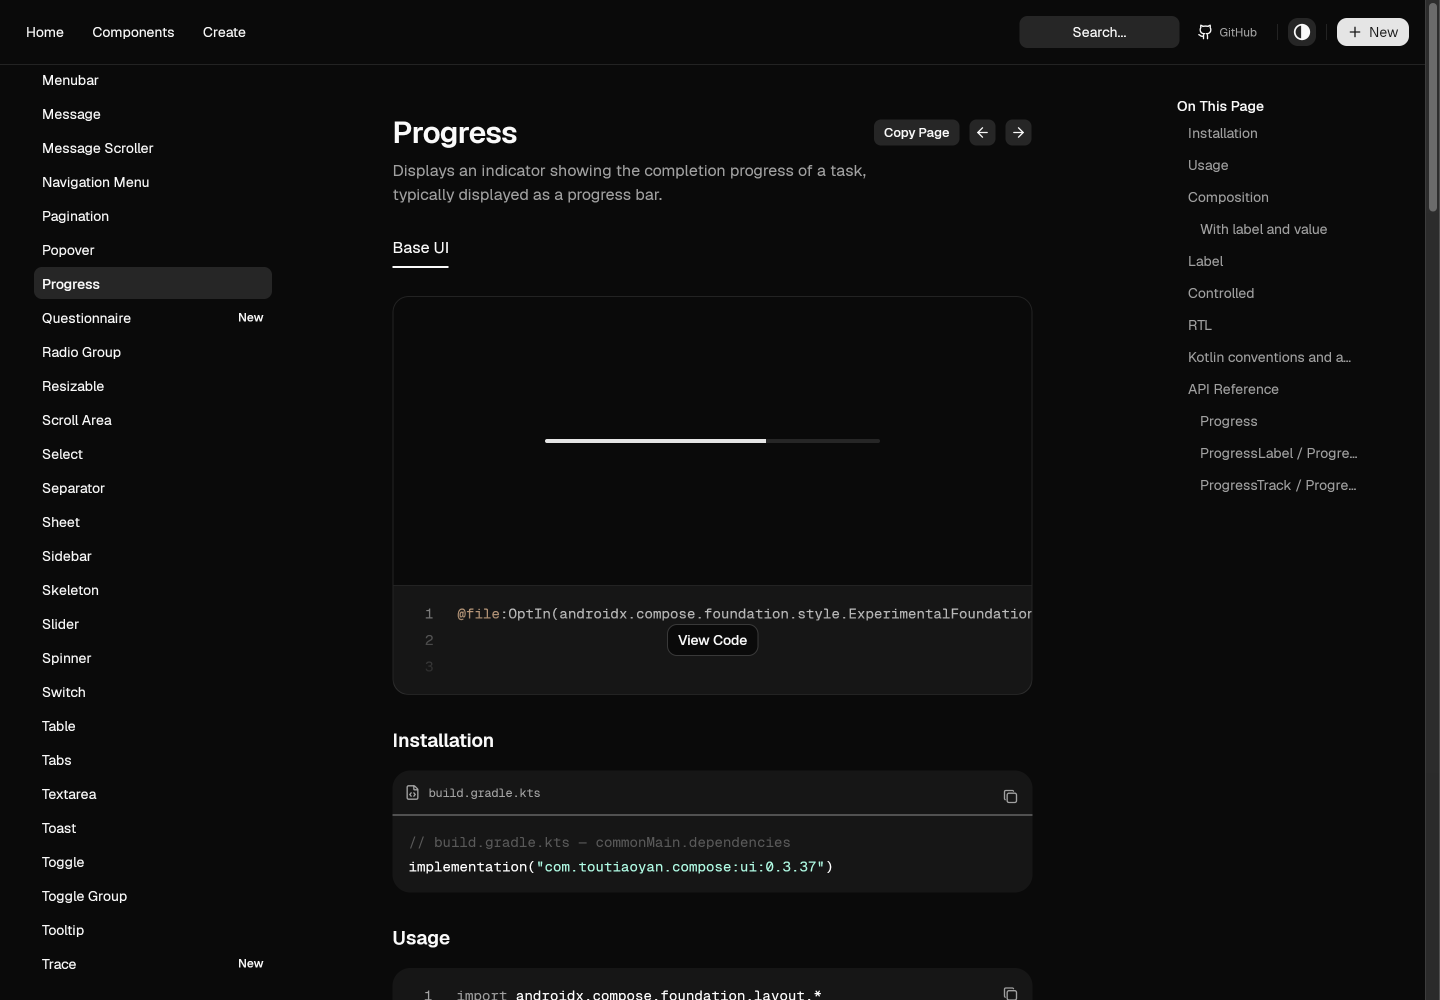 Home
Components
Create
Search...
GitHub
New
Menubar
Message
Message Scroller
Navigation Menu
Pagination
Popover
Progress
Questionnaire New
Radio Group
Resizable
Scroll Area
Select
Separator
Sheet
Sidebar
Skeleton
Slider
Spinner
Switch
Table
Tabs
Textarea
Toast
Toggle
Toggle Group
Tooltip
Trace New
Progress
Copy Page
Displays an indicator showing the completion progress of a task,
typically displayed as a progress bar.
Base UI
1 @file:OptIn(androidx.compose.foundation.style.ExperimentalFoundation
2
3
View Code
Installation
build.gradle.kts
// build.gradle.kts — commonMain.dependencies
implementation("com.toutiaoyan.compose:ui:0.3.37")
Usage
1 import androidx.compose.foundation.layout.*
On This Page
Installation
Usage
Composition
With label and value
Label
Controlled
RTL
Kotlin conventions and a...
API Reference
Progress
ProgressLabel / Progre...
ProgressTrack / Progre...